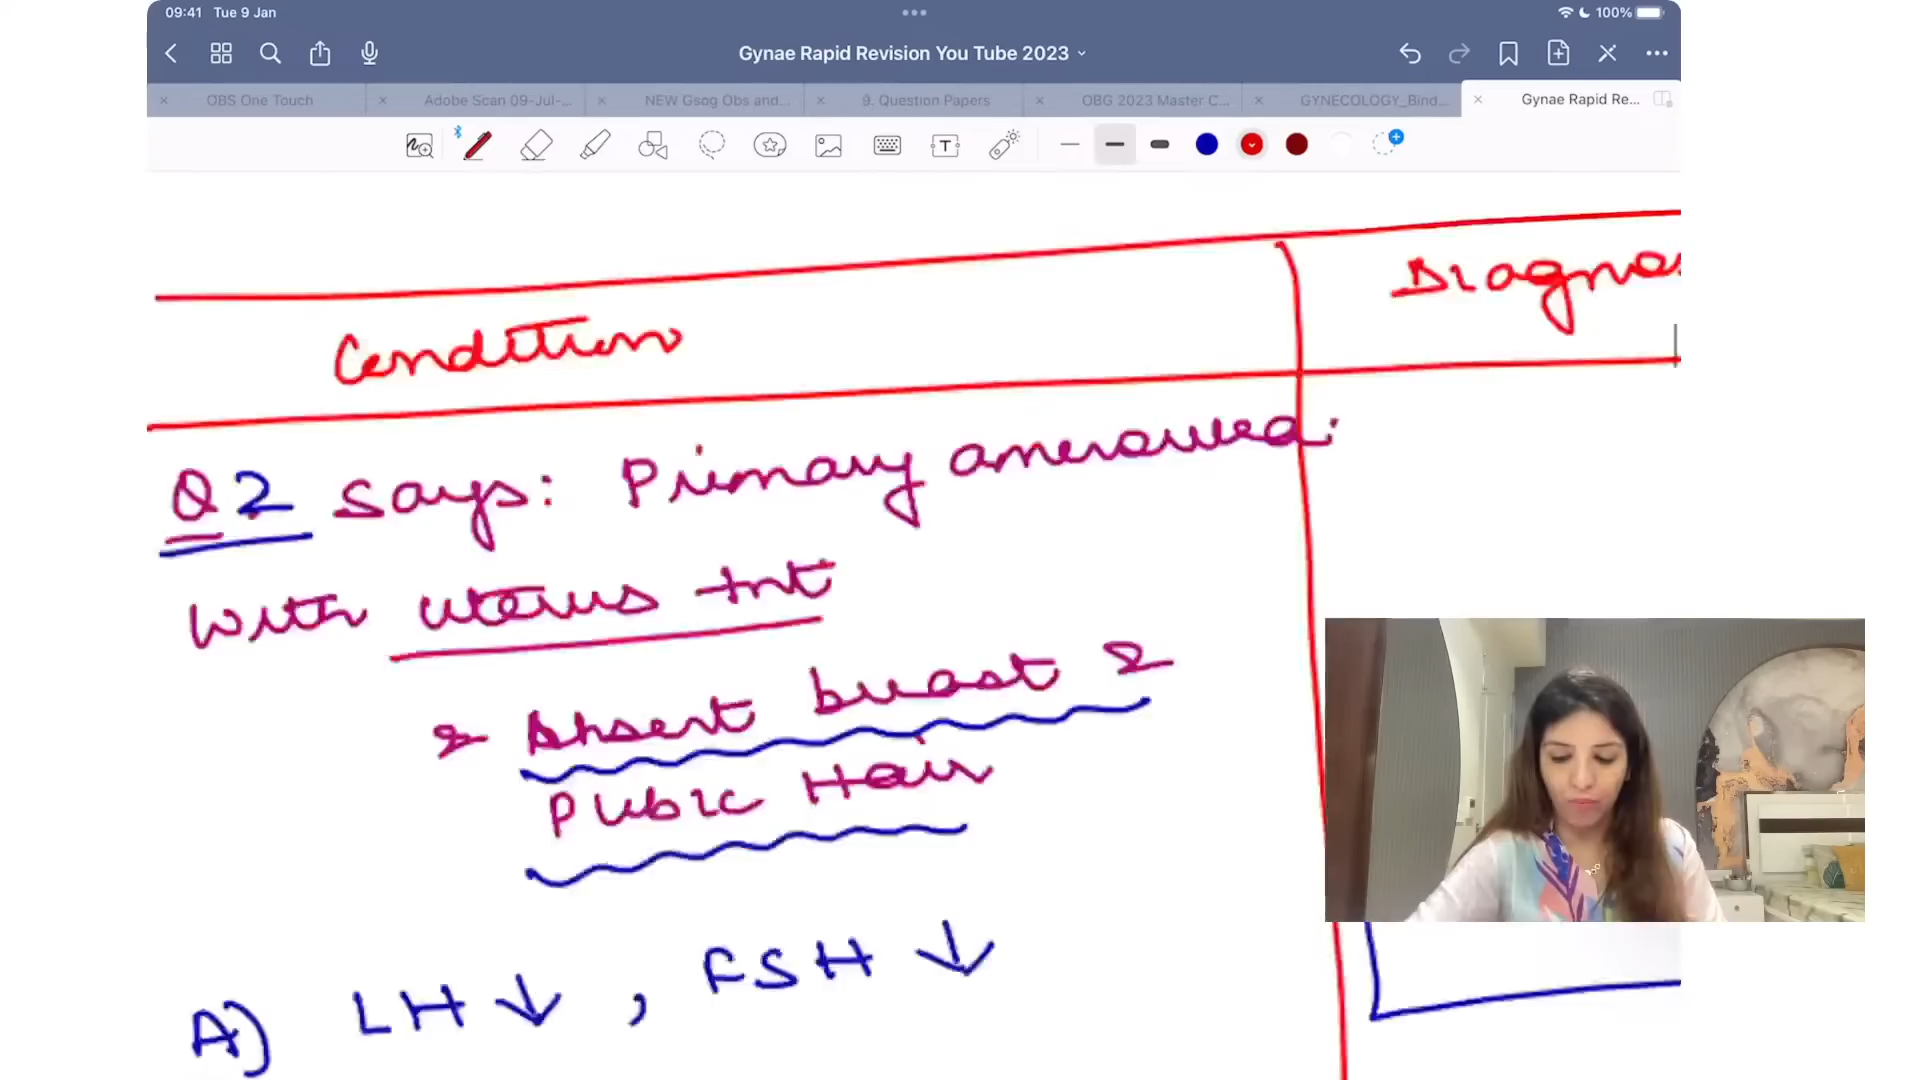 09:41 Tue 9 Jan
100%
Gynae Rapid Revision You Tube 2023
OBS One Touch
Adobe Scan 09-Jul-...
NEW Gsog Obs and...
9. Question Papers
OBG 2023 Master C...
GYNECOLOGY_Bind...
Gynae Rapid Re...
Condition
Diagnos
Q2 says: Primary amenorrhea:
with uterus +nt
& Absent breast &
Pubic Hair
A) LH ↓ , FSH ↓